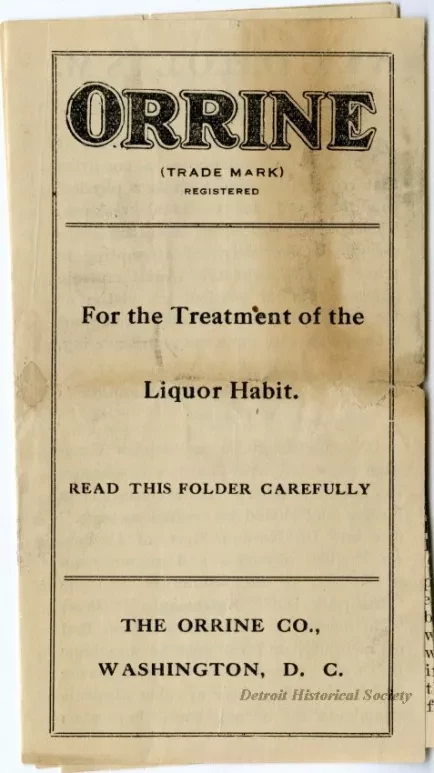 ORRINE
(TRADE MARK)
REGISTERED
For the Treatment of the
Liquor Habit.
READ THIS FOLDER CAREFULLY
THE ORRINE CO.,
WASHINGTON, D. C.
Detroit Historical Society